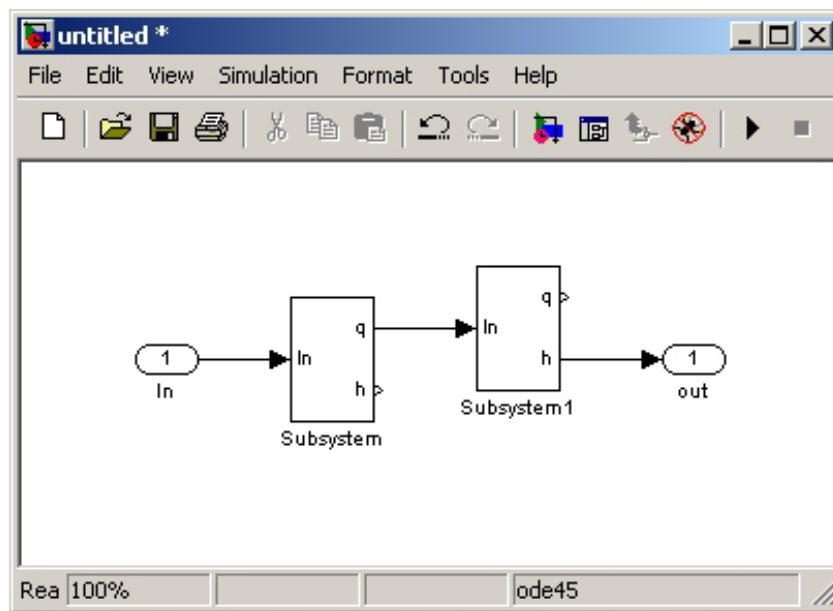 untitled *
File Edit View Simulation Format Tools Help
q
q In
1 In h 1
In h out
Subsystem1
Subsystem
Rea 100% ode45